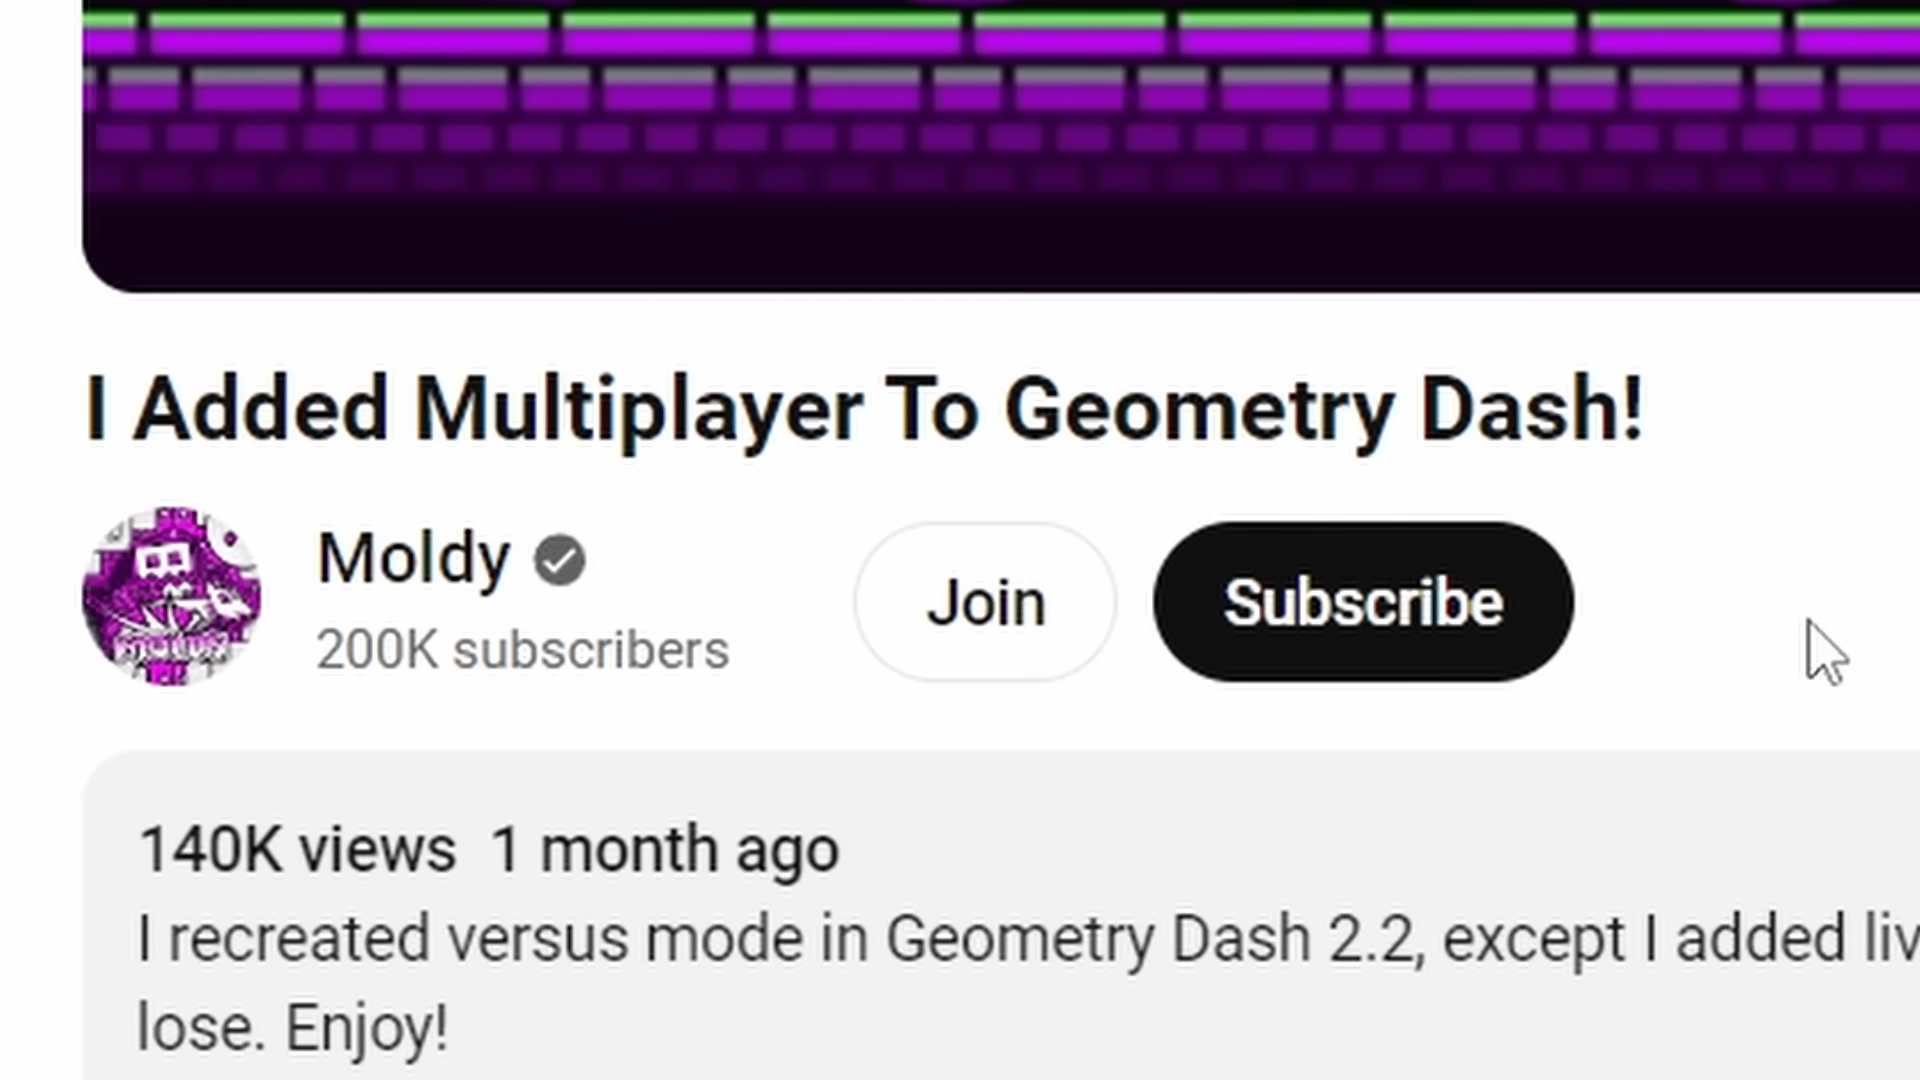 I Added Multiplayer To Geometry Dash!
Moldy
200K subscribers
Join
Subscribe
140K views 1 month ago
I recreated versus mode in Geometry Dash 2.2, except I added liv
lose. Enjoy!